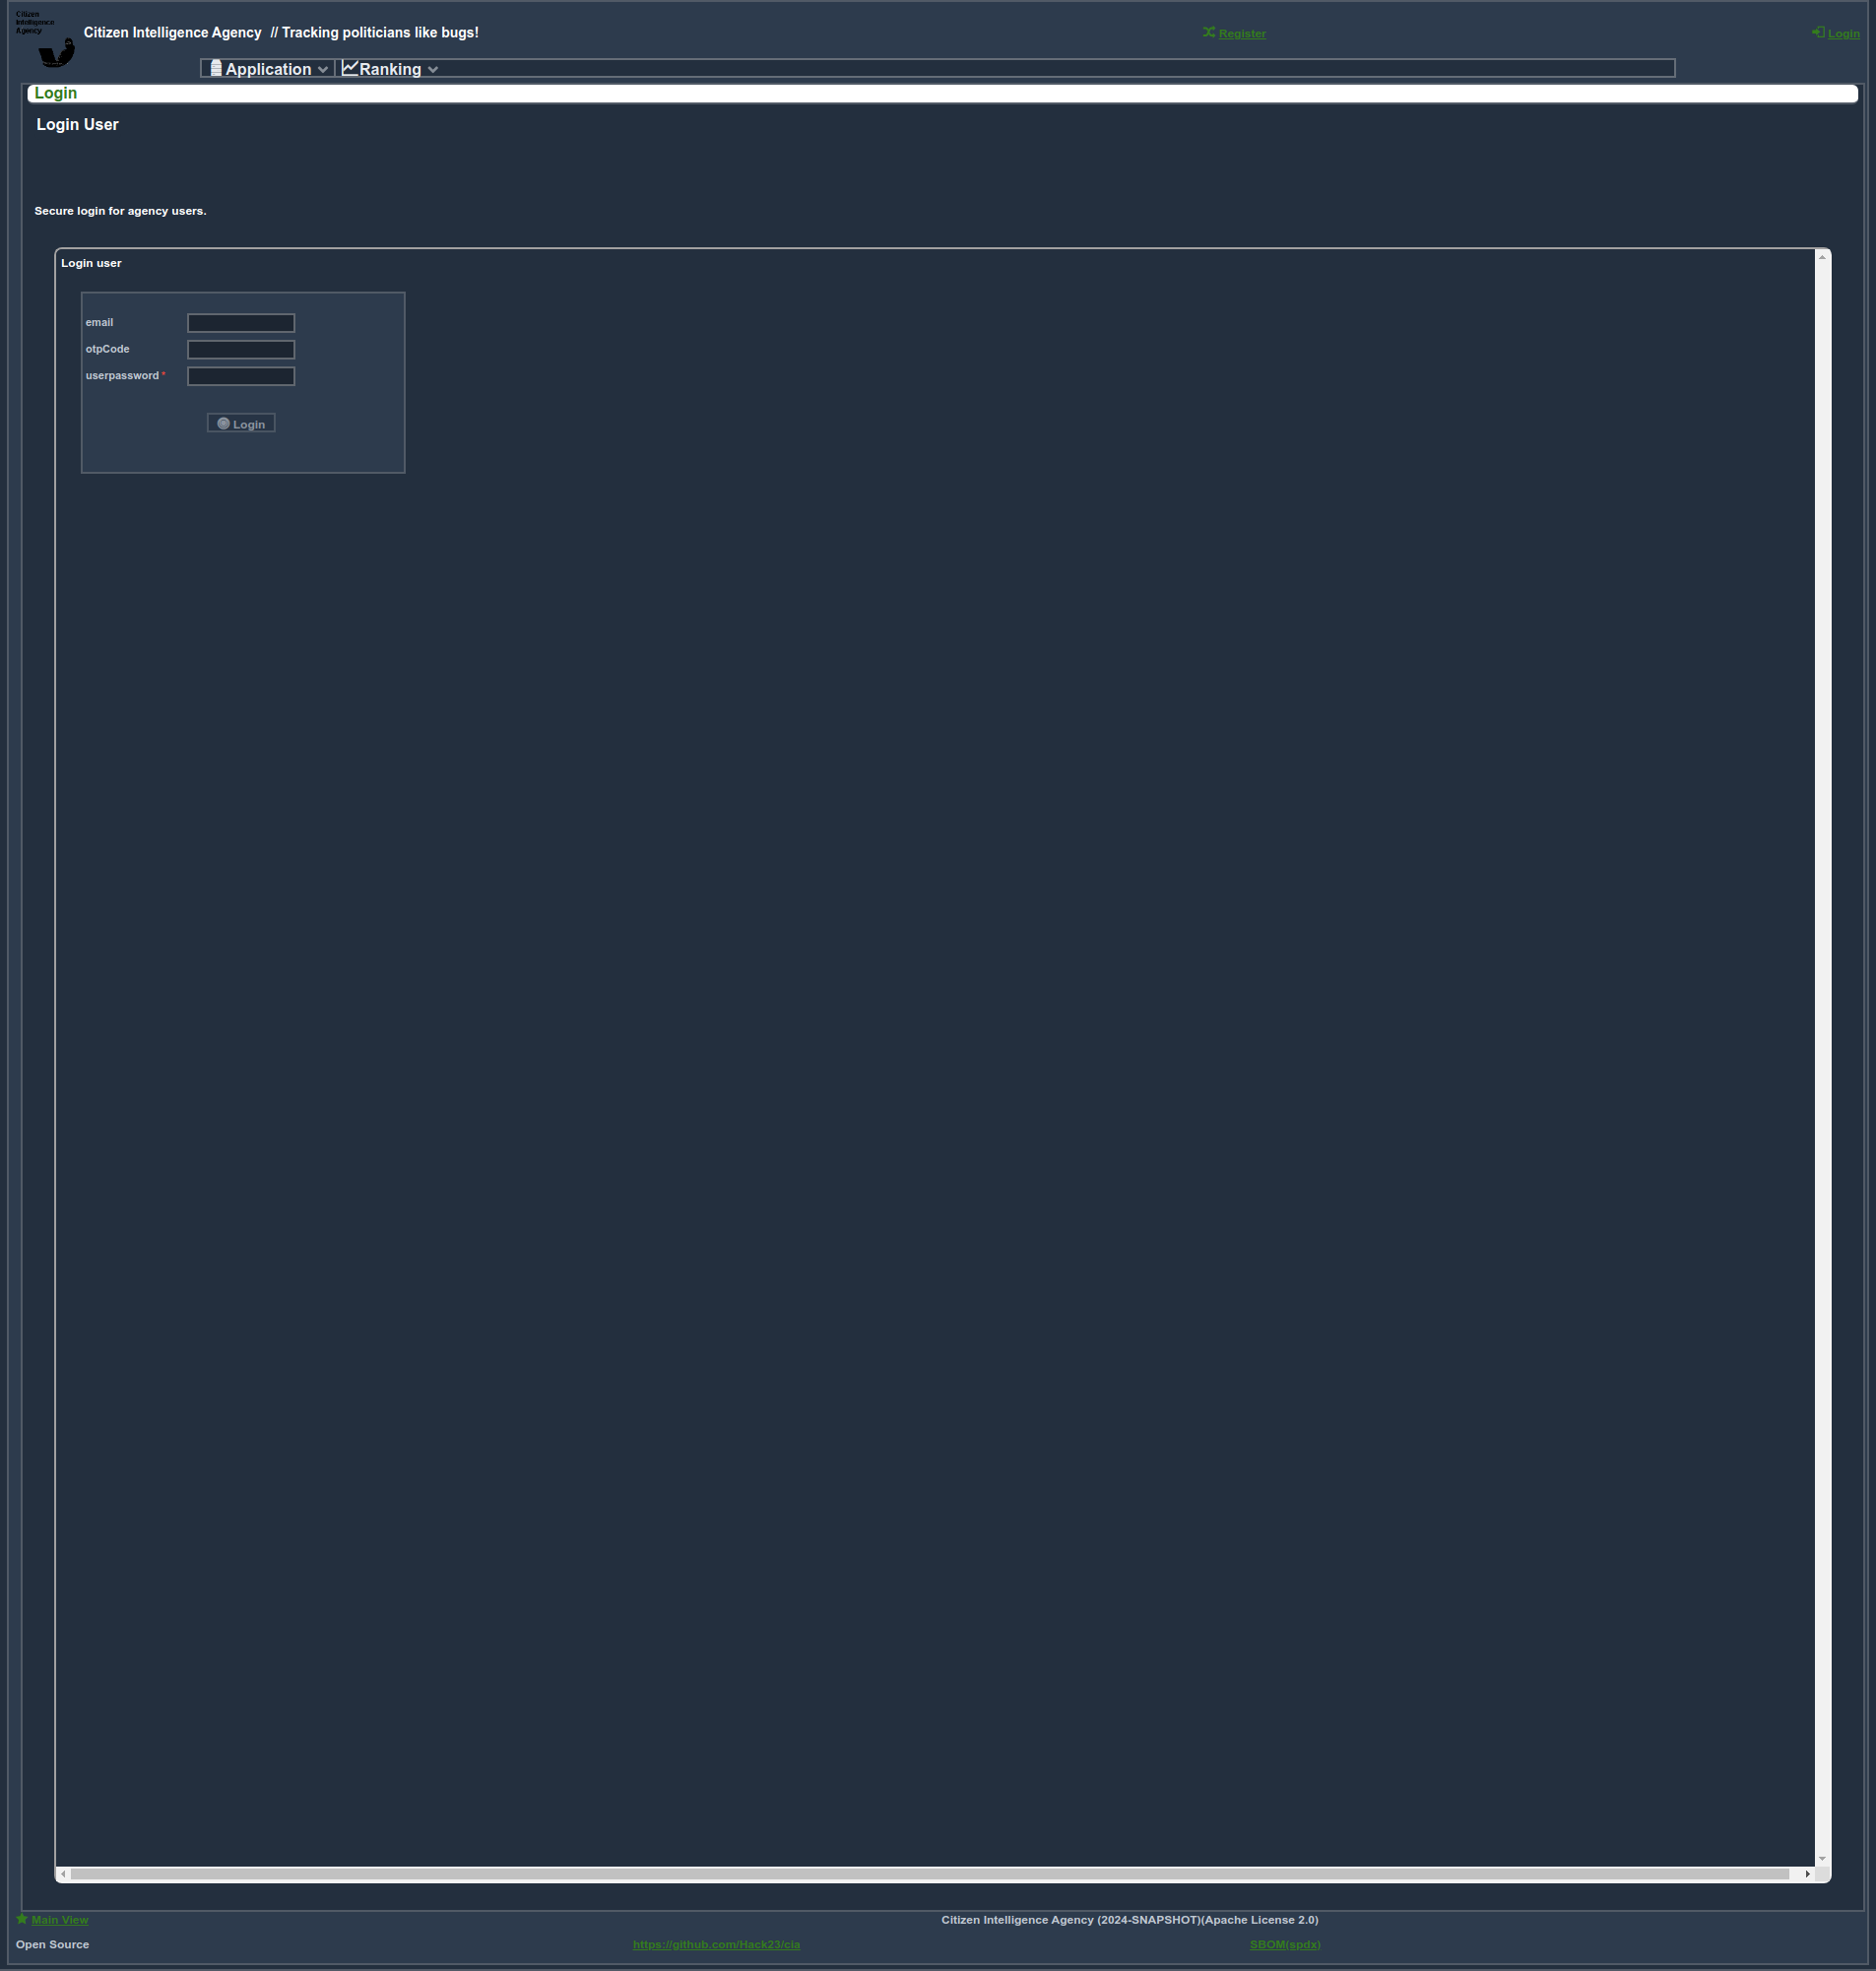 Citizen
Intelligence
Agency
Citizen Intelligence Agency // Tracking politicians like bugs!
Register
Login
Application
Ranking
Login
Login User
Secure login for agency users.
Login user
email
otpCode
userpassword *
Login
Main View
Citizen Intelligence Agency (2024-SNAPSHOT)(Apache License 2.0)
Open Source
https://github.com/Hack23/cia
SBOM(spdx)